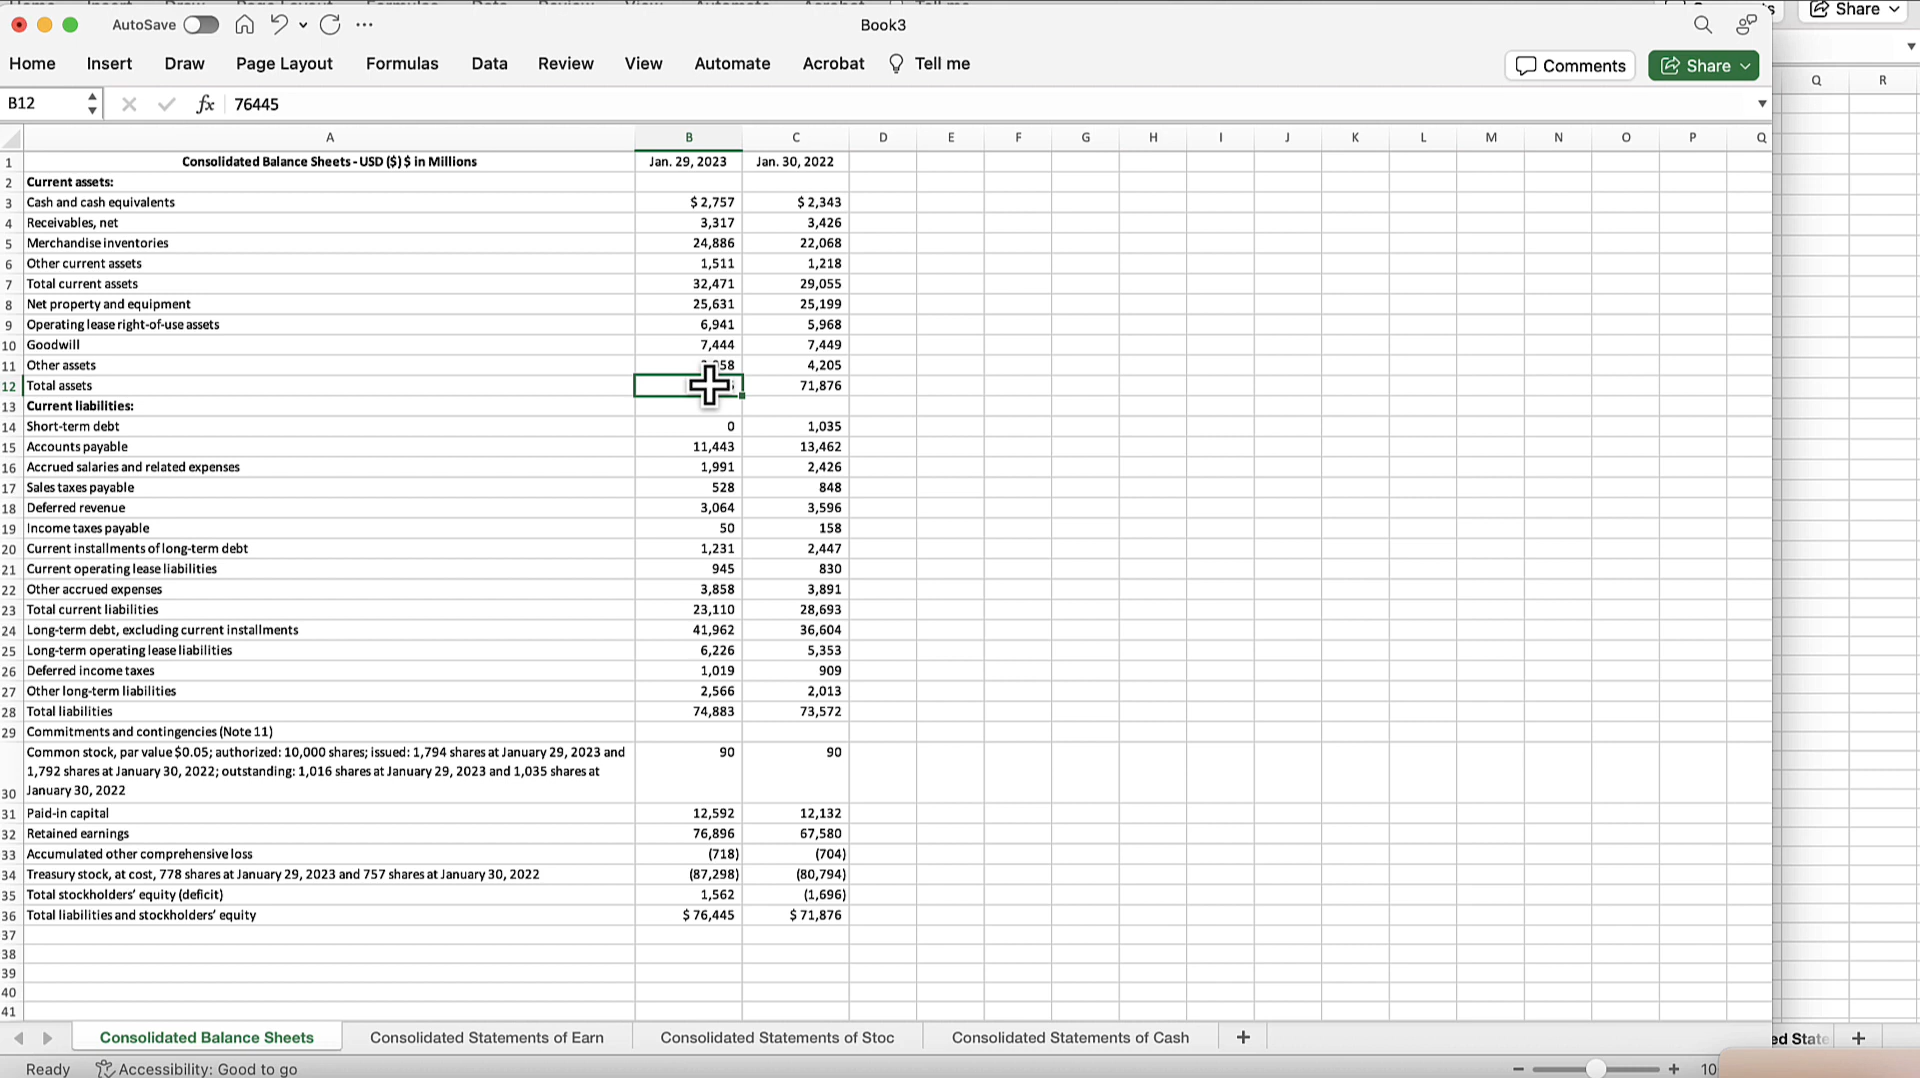 AutoSave
Book3
Share
Home Insert Draw Page Layout Formulas Data Review View Automate Acrobat Tell me
Comments Share
B12 fx 76445
A B C D E F G H I J K L M N O P Q
Q R
1 Consolidated Balance Sheets - USD ($) $ in Millions Jan. 29, 2023 Jan. 30, 2022
2 Current assets:
3 Cash and cash equivalents $ 2,757 $ 2,343
4 Receivables, net 3,317 3,426
5 Merchandise inventories 24,886 22,068
6 Other current assets 1,511 1,218
7 Total current assets 32,471 29,055
8 Net property and equipment 25,631 25,199
9 Operating lease right-of-use assets 6,941 5,968
10 Goodwill 7,444 7,449
11 Other assets 4,205
12 Total assets 71,876
13 Current liabilities:
14 Short-term debt 0 1,035
15 Accounts payable 11,443 13,462
16 Accrued salaries and related expenses 1,991 2,426
17 Sales taxes payable 528 848
18 Deferred revenue 3,064 3,596
19 Income taxes payable 50 158
20 Current installments of long-term debt 1,231 2,447
21 Current operating lease liabilities 945 830
22 Other accrued expenses 3,858 3,891
23 Total current liabilities 23,110 28,693
24 Long-term debt, excluding current installments 41,962 36,604
25 Long-term operating lease liabilities 6,226 5,353
26 Deferred income taxes 1,019 909
27 Other long-term liabilities 2,566 2,013
28 Total liabilities 74,883 73,572
29 Commitments and contingencies (Note 11)
Common stock, par value $0.05; authorized: 10,000 shares; issued: 1,794 shares at January 29, 2023 and 90 90
1,792 shares at January 30, 2022; outstanding: 1,016 shares at January 29, 2023 and 1,035 shares at
30 January 30, 2022
31 Paid-in capital 12,592 12,132
32 Retained earnings 76,896 67,580
33 Accumulated other comprehensive loss (718) (704)
34 Treasury stock, at cost, 778 shares at January 29, 2023 and 757 shares at January 30, 2022 (87,298) (80,794)
35 Total stockholders' equity (deficit) 1,562 (1,696)
36 Total liabilities and stockholders' equity $ 76,445 $ 71,876
37
38
39
40
41
Consolidated Balance Sheets Consolidated Statements of Earn Consolidated Statements of Stoc Consolidated Statements of Cash
ed State
Ready Accessibility: Good to go
10